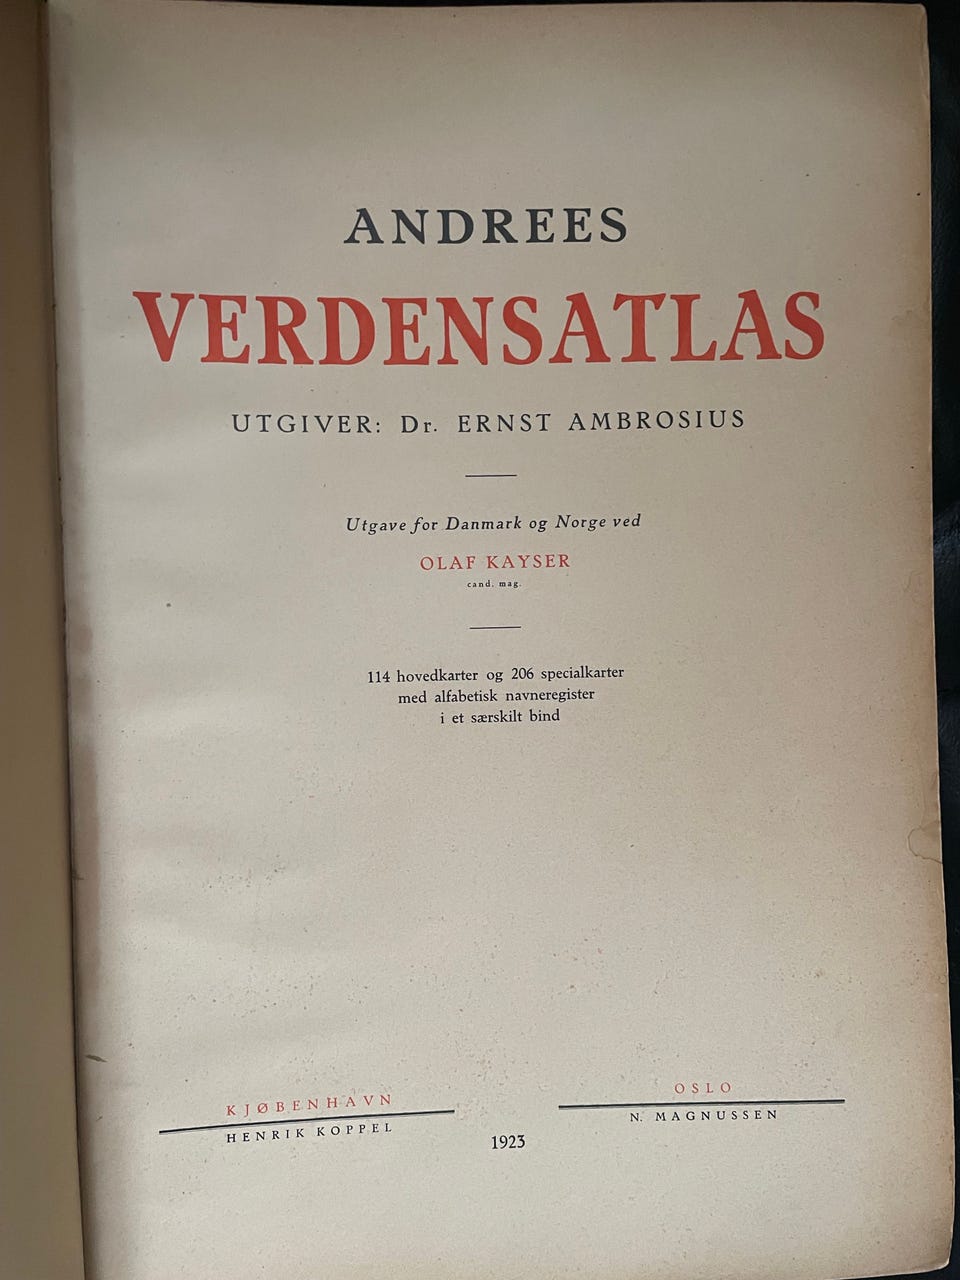 ANDREES
VERDENSATLAS
UTGIVER: Dr. ERNST AMBROSIUS
Utgave for Danmark og Norge ved
OLAF KAYSER
cand. mag.
114 hovedkarter og 206 specialkarter
med alfabetisk navneregister
i et særskilt bind
KJØBENHAVN
HENRIK KOPPEL
1923
OSLO
N. MAGNUSSEN